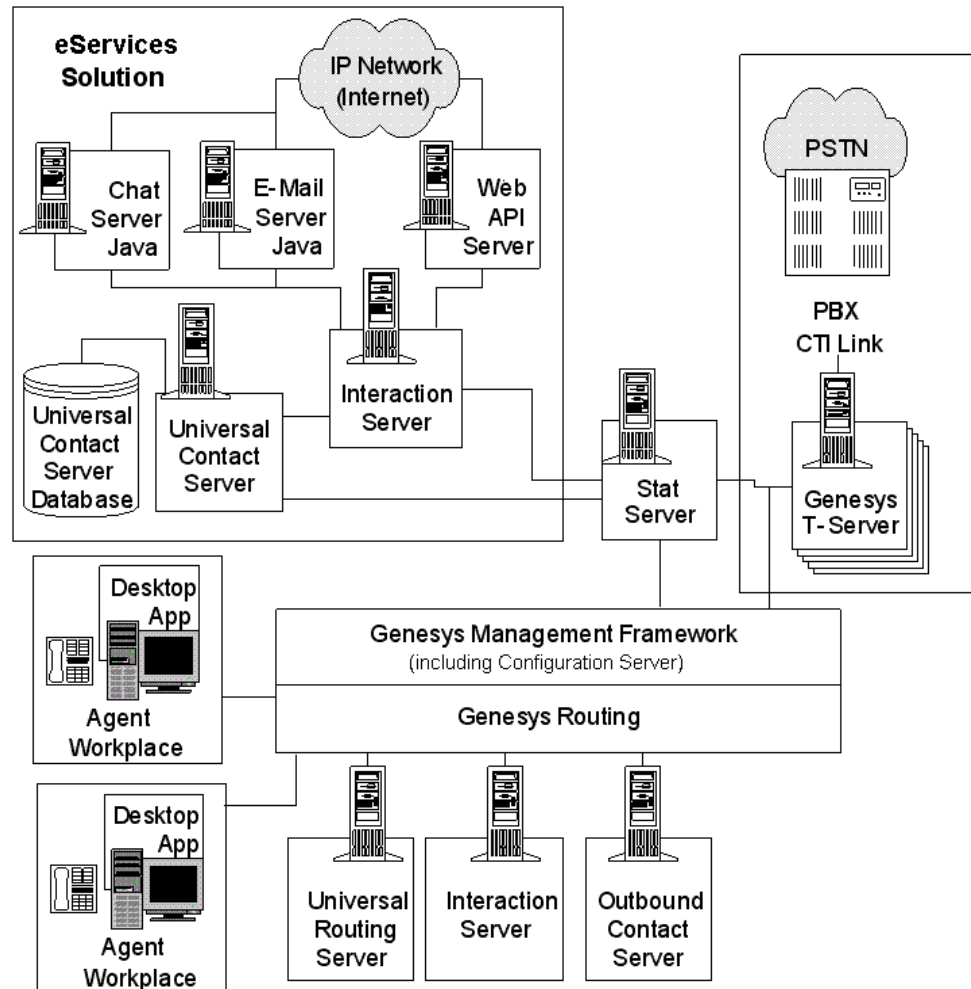 eServices
Solution
IP Network
(Internet)
Chat
Server
Java
E-Mail
Server
Java
Web
API
Server
Interaction
Server
Universal
Contact
Server
Database
Universal
Contact
Server
PSTN
PBX
CTI Link
Genesys
T-Server
Stat
Server
Desktop
App
Agent
Workplace
Genesys Management Framework
(including Configuration Server)
Genesys Routing
Desktop
App
Agent
Workplace
Universal
Routing
Server
Interaction
Server
Outbound
Contact
Server